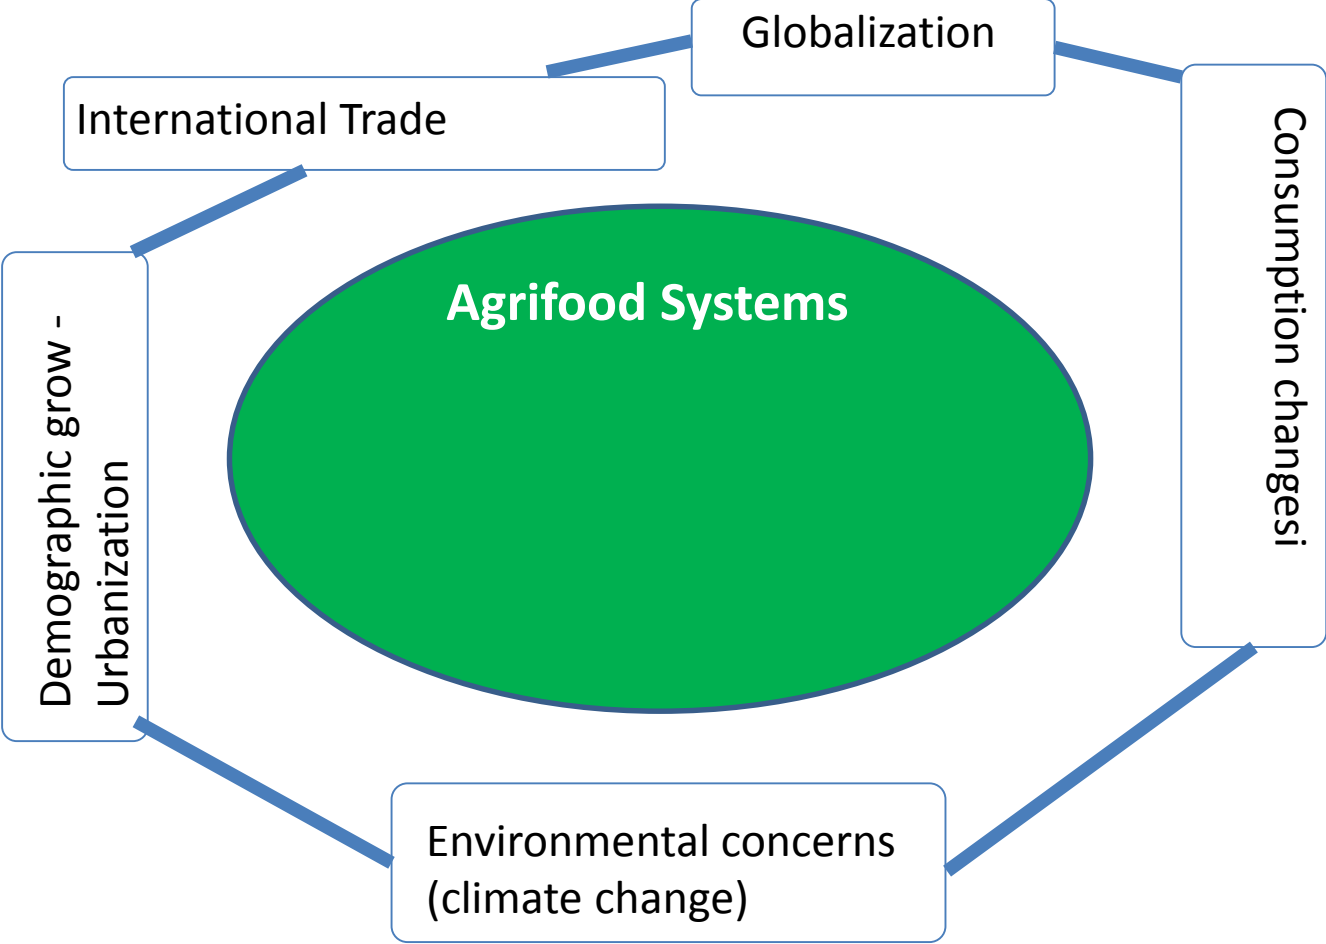 Globalization
International Trade
Consumption changesi
Agrifood Systems
Demographic grow -
Urbanization
Environmental concerns
(climate change)